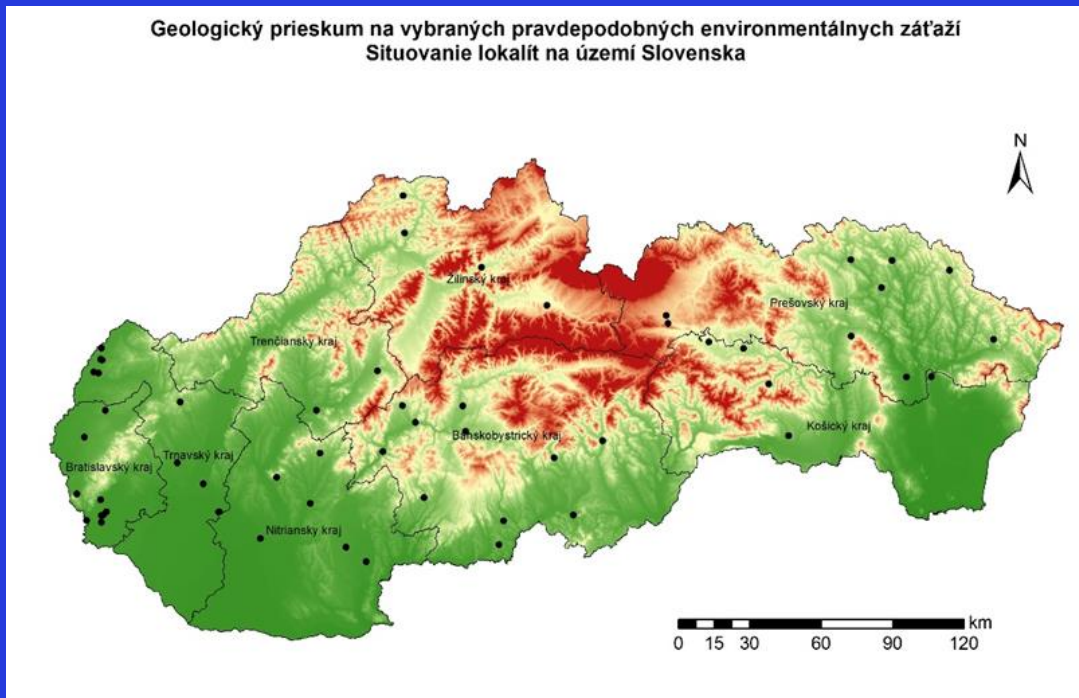 Geologický prieskum na vybraných pravdepodobných environmentálnych záťaží
Situovanie lokalít na území Slovenska
N
Žilinský kraj
Prešovský kraj
Trenčiansky kraj
Banskobystrický kraj
Košický kraj
Bratislavský kraj
Trnavský kraj
Nitriansky kraj
km
0 15 30 60 90 120